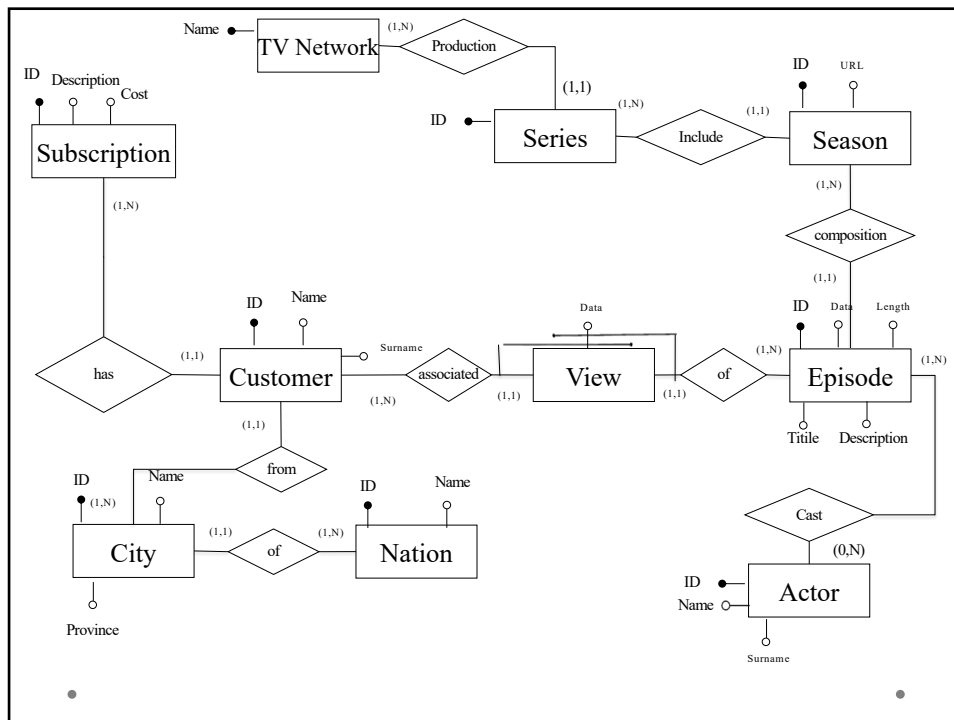 Name
(1,N)
TV Network
Production
(1,1)
ID
Description
Cost
Subscription
(1,N)
ID
Series
(1,N)
Include
(1,1)
ID
URL
Season
(1,N)
composition
(1,1)
has
(1,1)
ID
Name
Surname
Customer
(1,N)
associated
(1,1)
Data
View
(1,1)
of
(1,N)
ID
Data
Length
Episode
(1,N)
Titile
Description
(1,1)
from
ID
(1,N)
Name
City
Province
(1,1)
of
(1,N)
ID
Name
Nation
Cast
(0,N)
ID
Name
Actor
Surname